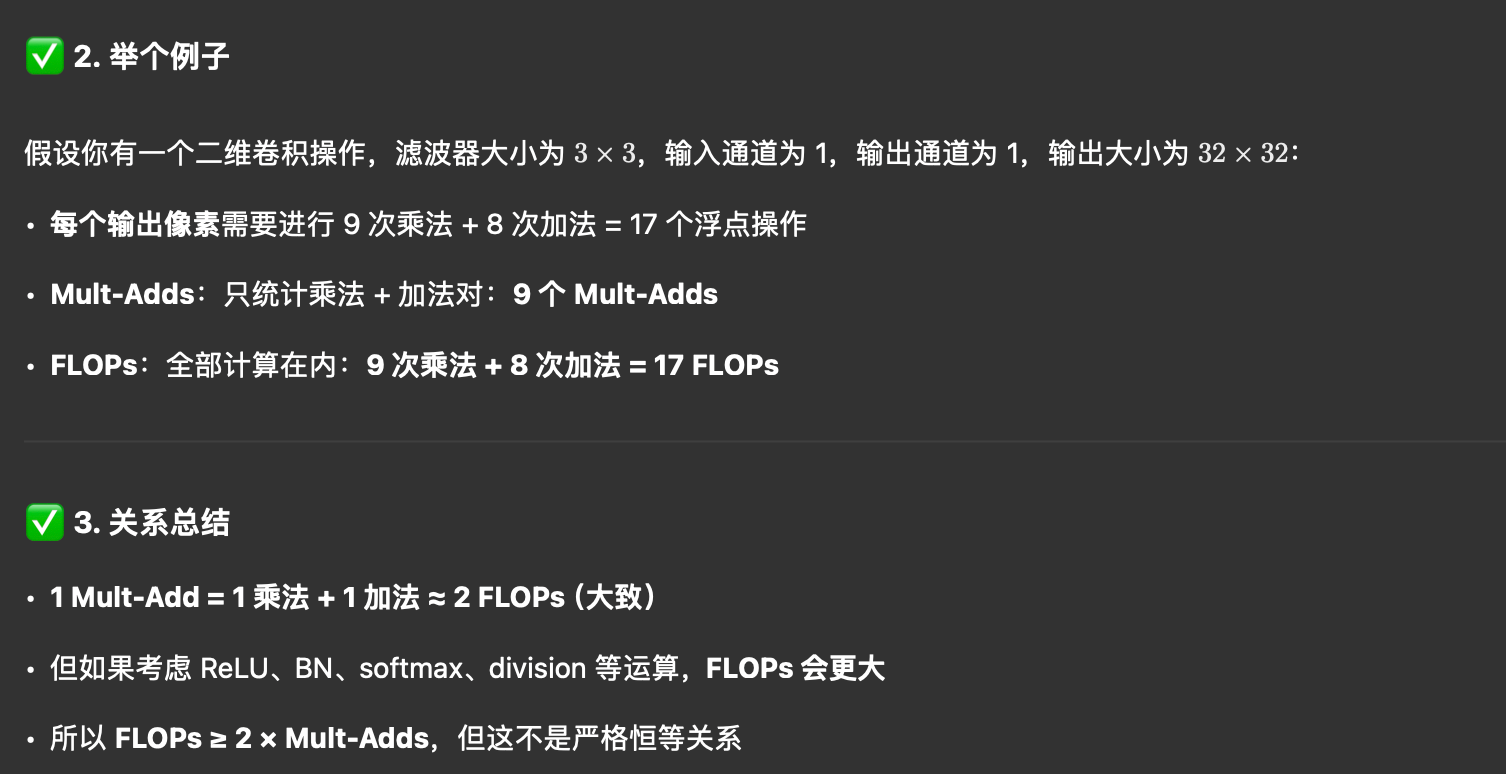 ✅ 2. 举个例子
假设你有一个二维卷积操作，滤波器大小为 3 × 3，输入通道为 1，输出通道为 1，输出大小为 32 × 32：
• 每个输出像素需要进行 9 次乘法 + 8 次加法 = 17 个浮点操作
• Mult-Adds：只统计乘法 + 加法对：9 个 Mult-Adds
• FLOPs：全部计算在内：9 次乘法 + 8 次加法 = 17 FLOPs
✅ 3. 关系总结
• 1 Mult-Add = 1 乘法 + 1 加法 ≈ 2 FLOPs（大致）
• 但如果考虑 ReLU、BN、softmax、division 等运算，FLOPs 会更大
• 所以 FLOPs ≥ 2 × Mult-Adds，但这不是严格恒等关系